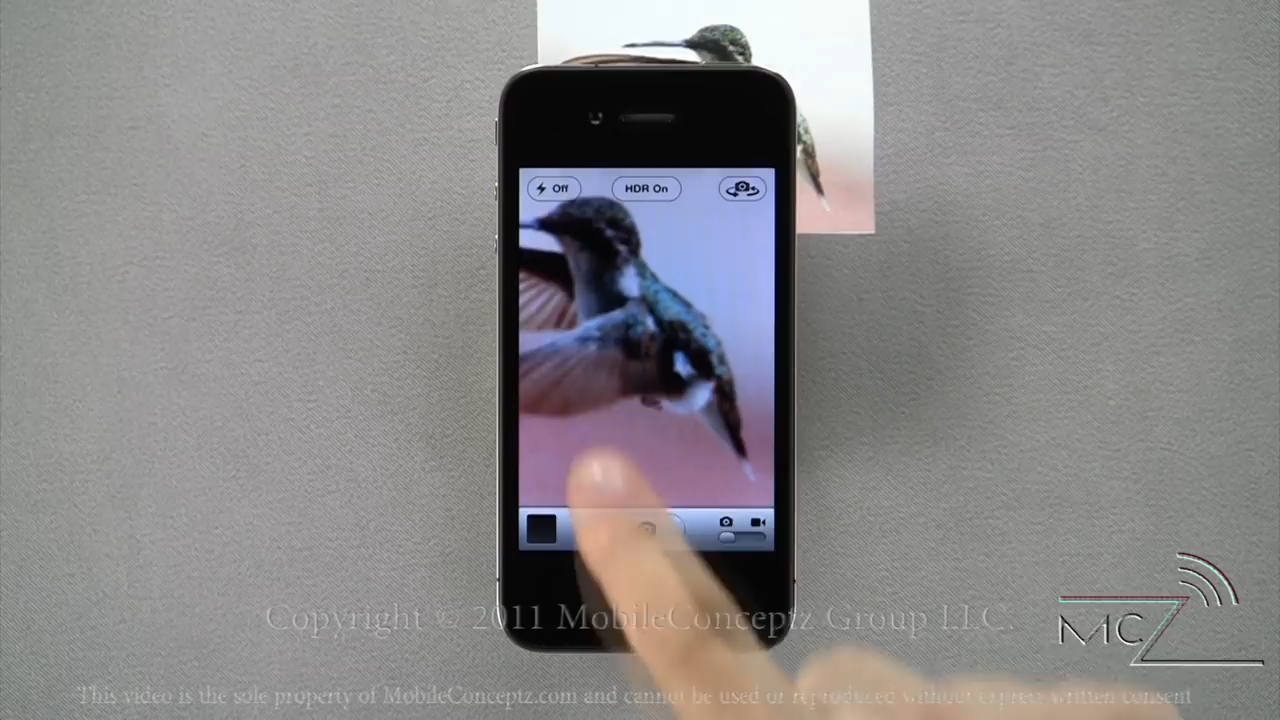 Off
HDR On
Copyright © 2011 MobileConceptz Group LLC.
MCZ
This video is the sole property of MobileConceptz.com and cannot be used or reproduced without express written consent